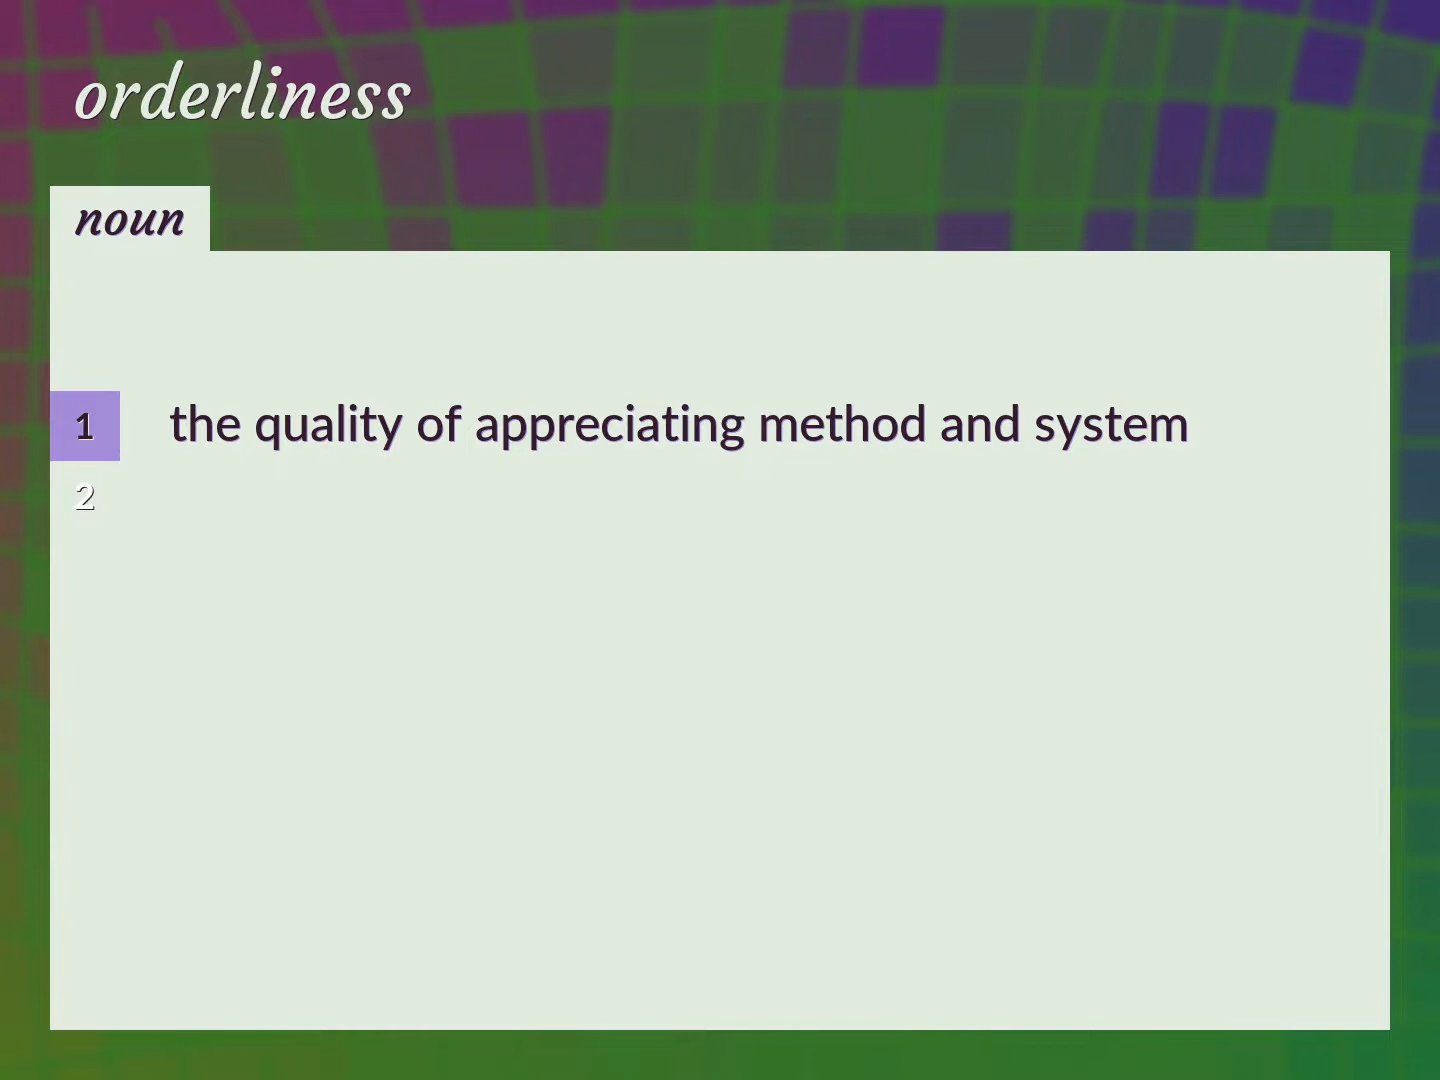 orderliness
noun
1 the quality of appreciating method and system
2